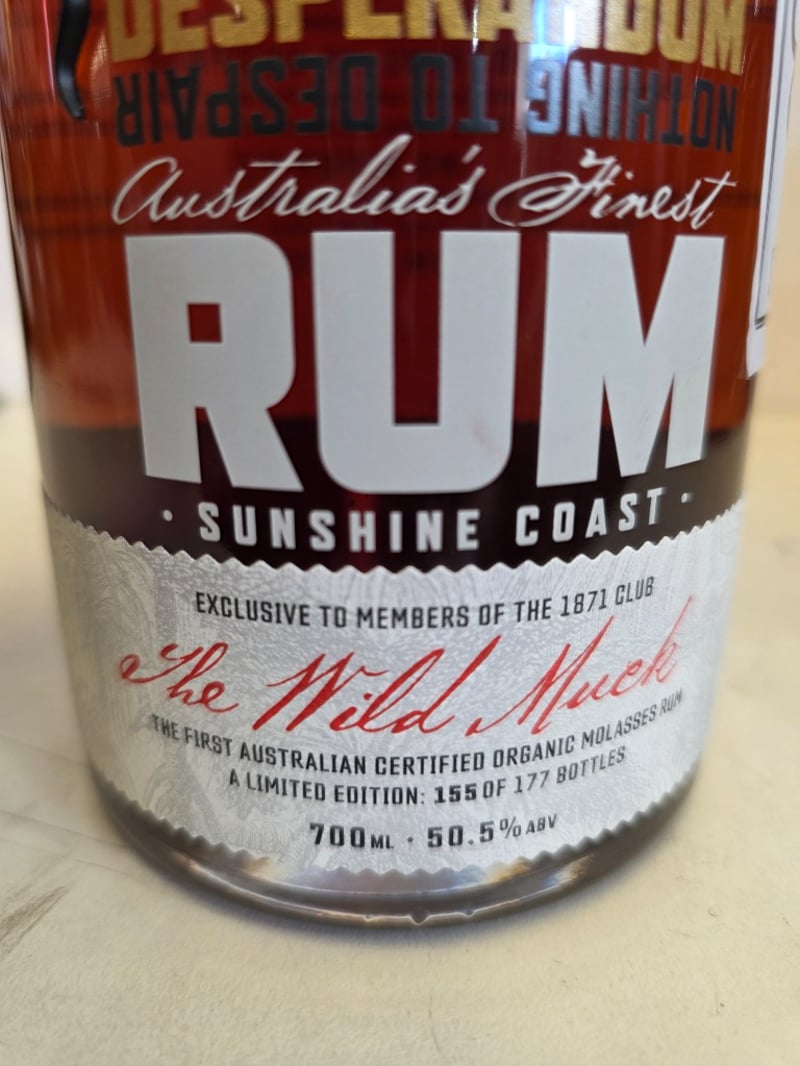 DESPERANDUM
NOTHING TO DESPAIR
Australia's Finest
RUM
· SUNSHINE COAST ·
EXCLUSIVE TO MEMBERS OF THE 1871 CLUB
The Wild Muck
THE FIRST AUSTRALIAN CERTIFIED ORGANIC MOLASSES RUM
A LIMITED EDITION: 155 OF 177 BOTTLES
700ML · 50.5% ABV